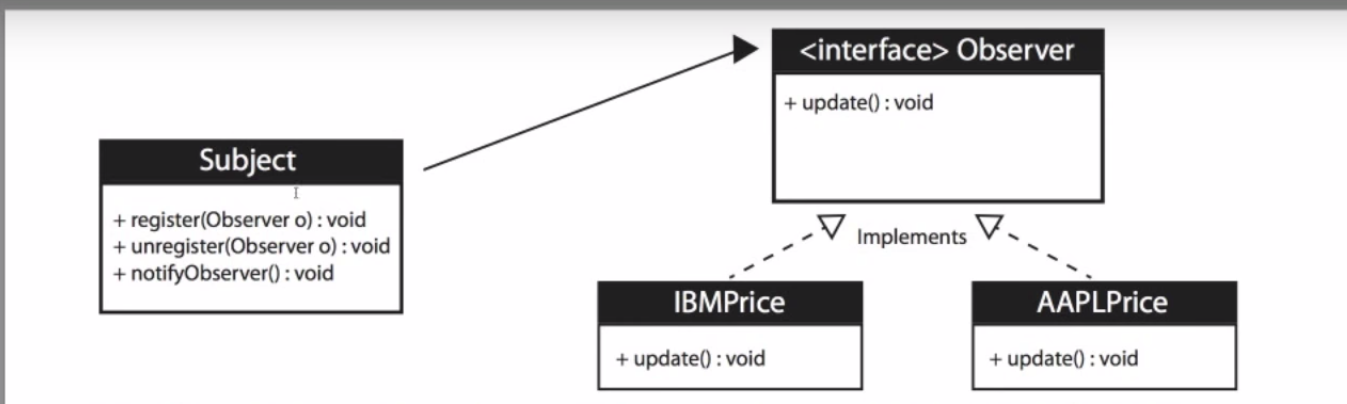 <interface> Observer
+ update() : void
Subject
+ register(Observer o) : void
+ unregister(Observer o) : void
+ notifyObserver() : void
Implements
IBMPrice
+ update() : void
AAPLPrice
+ update() : void